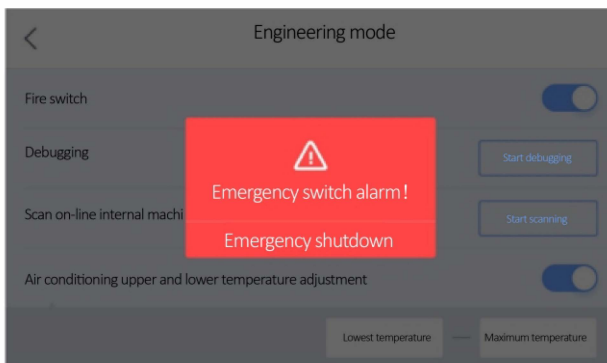 Engineering mode
Fire switch
Debugging
Start debugging
Emergency switch alarm!
Scan on-line internal machi
Start scanning
Emergency shutdown
Air conditioning upper and lower temperature adjustment
Lowest temperature — Maximum temperature